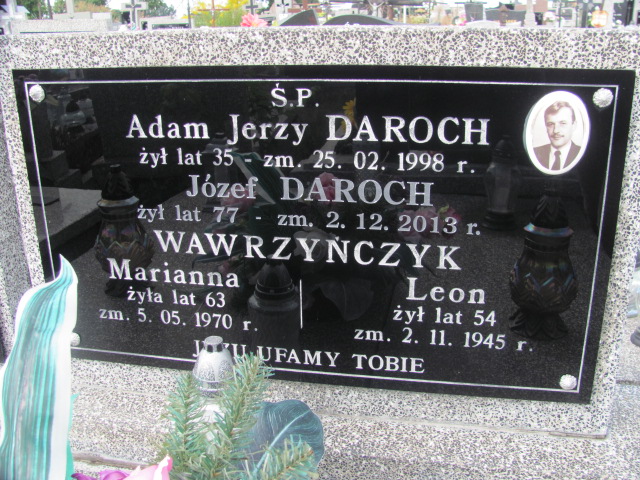 Ś.P.
Adam Jerzy DAROCH
żył lat 35 - zm. 25. 02. 1998 r.
Józef DAROCH
żył lat 77 - zm. 2. 12. 2013 r.
WAWRZYŃCZYK
Marianna
żyła lat 63
zm. 5. 05. 1970 r.
Leon
żył lat 54
zm. 2. 11. 1945 r.
UFAMY TOBIE